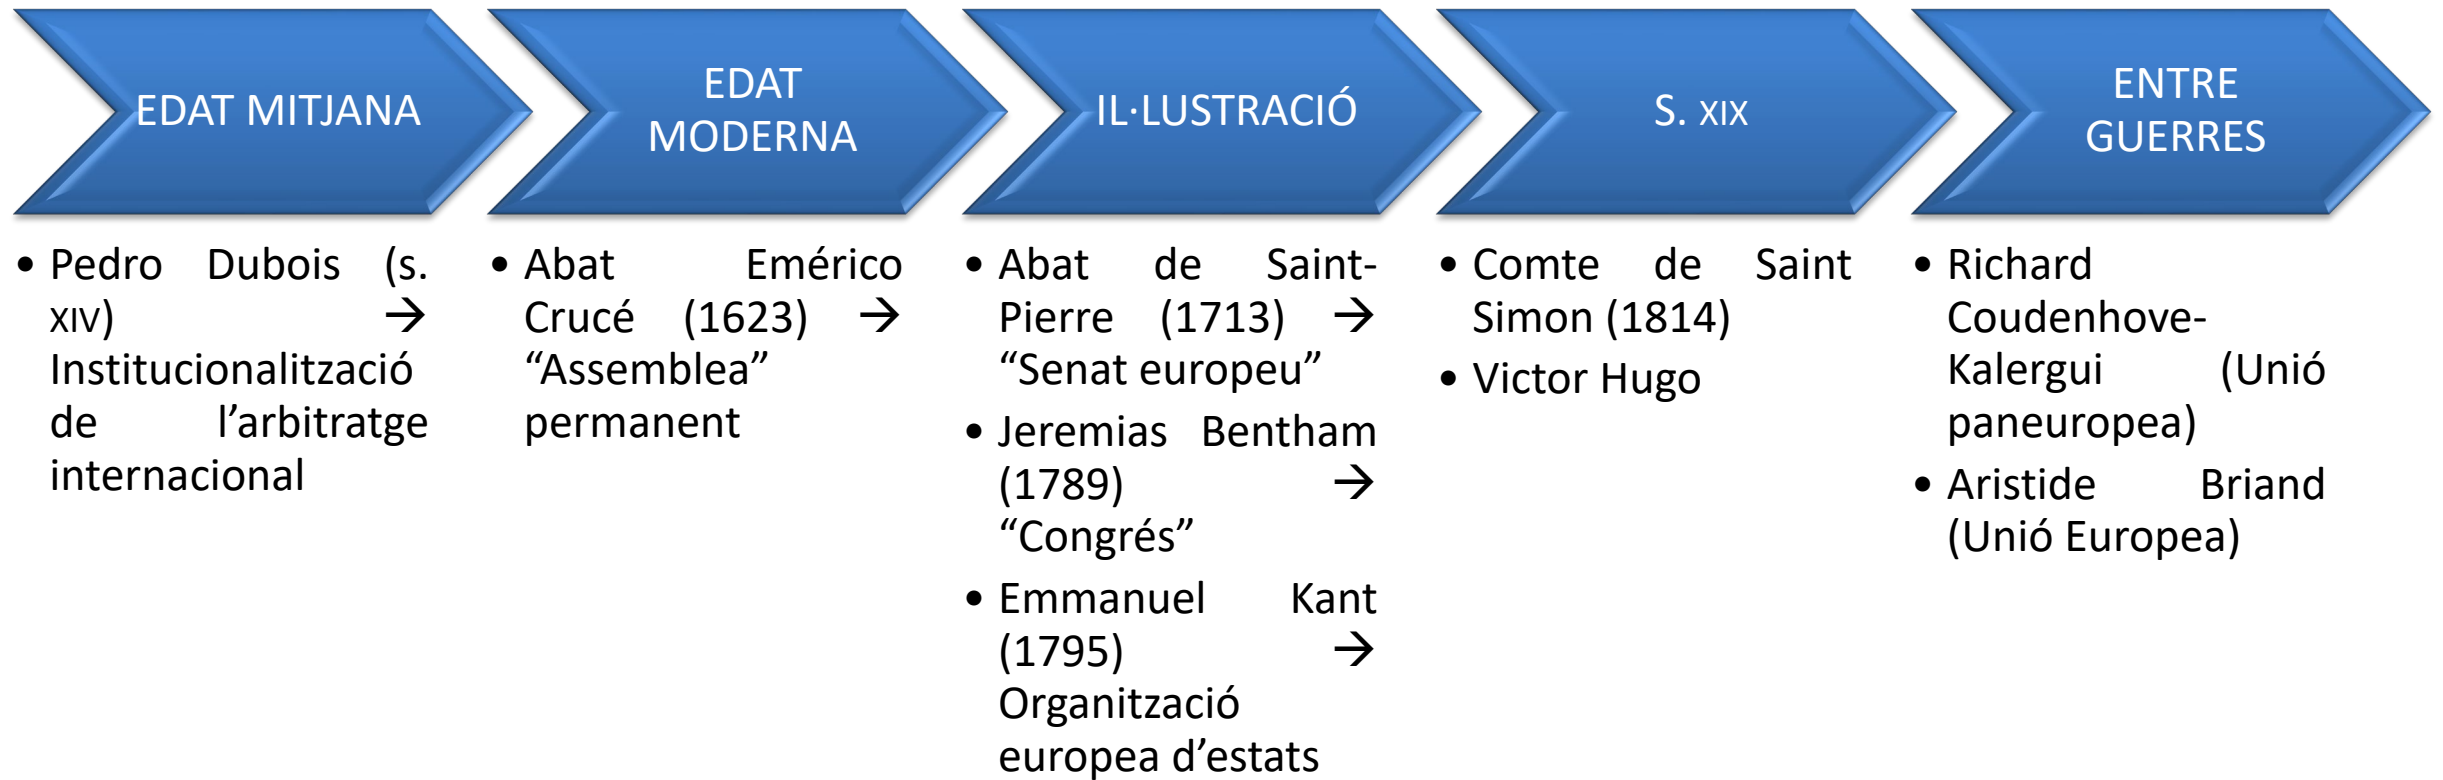 EDAT MITJANA
• Pedro Dubois (s.
XIV) →
Institucionalització
de l’arbitratge
internacional
EDAT
MODERNA
• Abat Emérico
Crucé (1623) →
“Assemblea”
permanent
IL·LUSTRACIÓ
• Abat de Saint-
Pierre (1713) →
“Senat europeu”
• Jeremias Bentham
(1789) →
“Congrés”
• Emmanuel Kant
(1795) →
Organització
europea d’estats
S. XIX
• Comte de Saint
Simon (1814)
• Victor Hugo
ENTRE
GUERRES
• Richard
Coudenhove-
Kalergui (Unió
paneuropea)
• Aristide Briand
(Unió Europea)